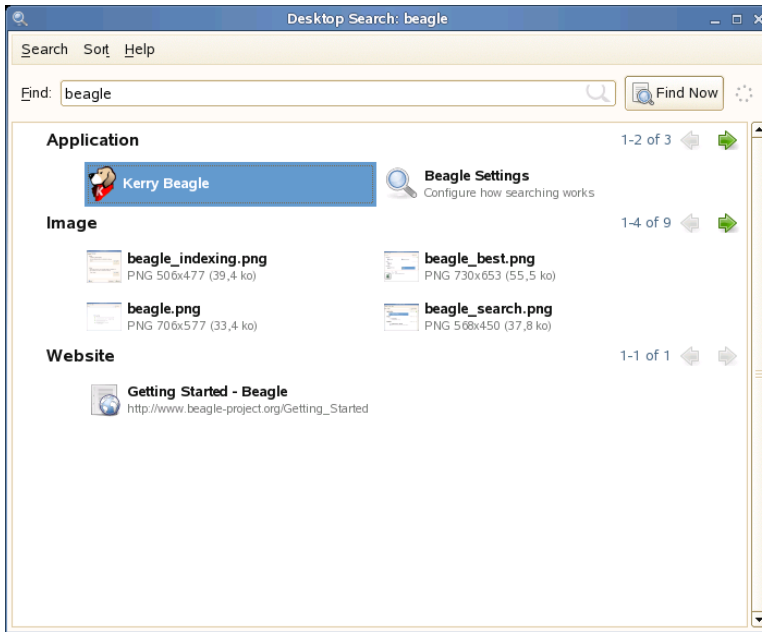 Desktop Search: beagle
Search Sort Help
Find: beagle Find Now
Application 1-2 of 3
Kerry Beagle
Beagle Settings
Configure how searching works
Image 1-4 of 9
beagle_indexing.png
PNG 506x477 (39,4 ko)
beagle_best.png
PNG 730x653 (55,5 ko)
beagle.png
PNG 706x577 (33,4 ko)
beagle_search.png
PNG 568x450 (37,8 ko)
Website 1-1 of 1
Getting Started - Beagle
http://www.beagle-project.org/Getting_Started